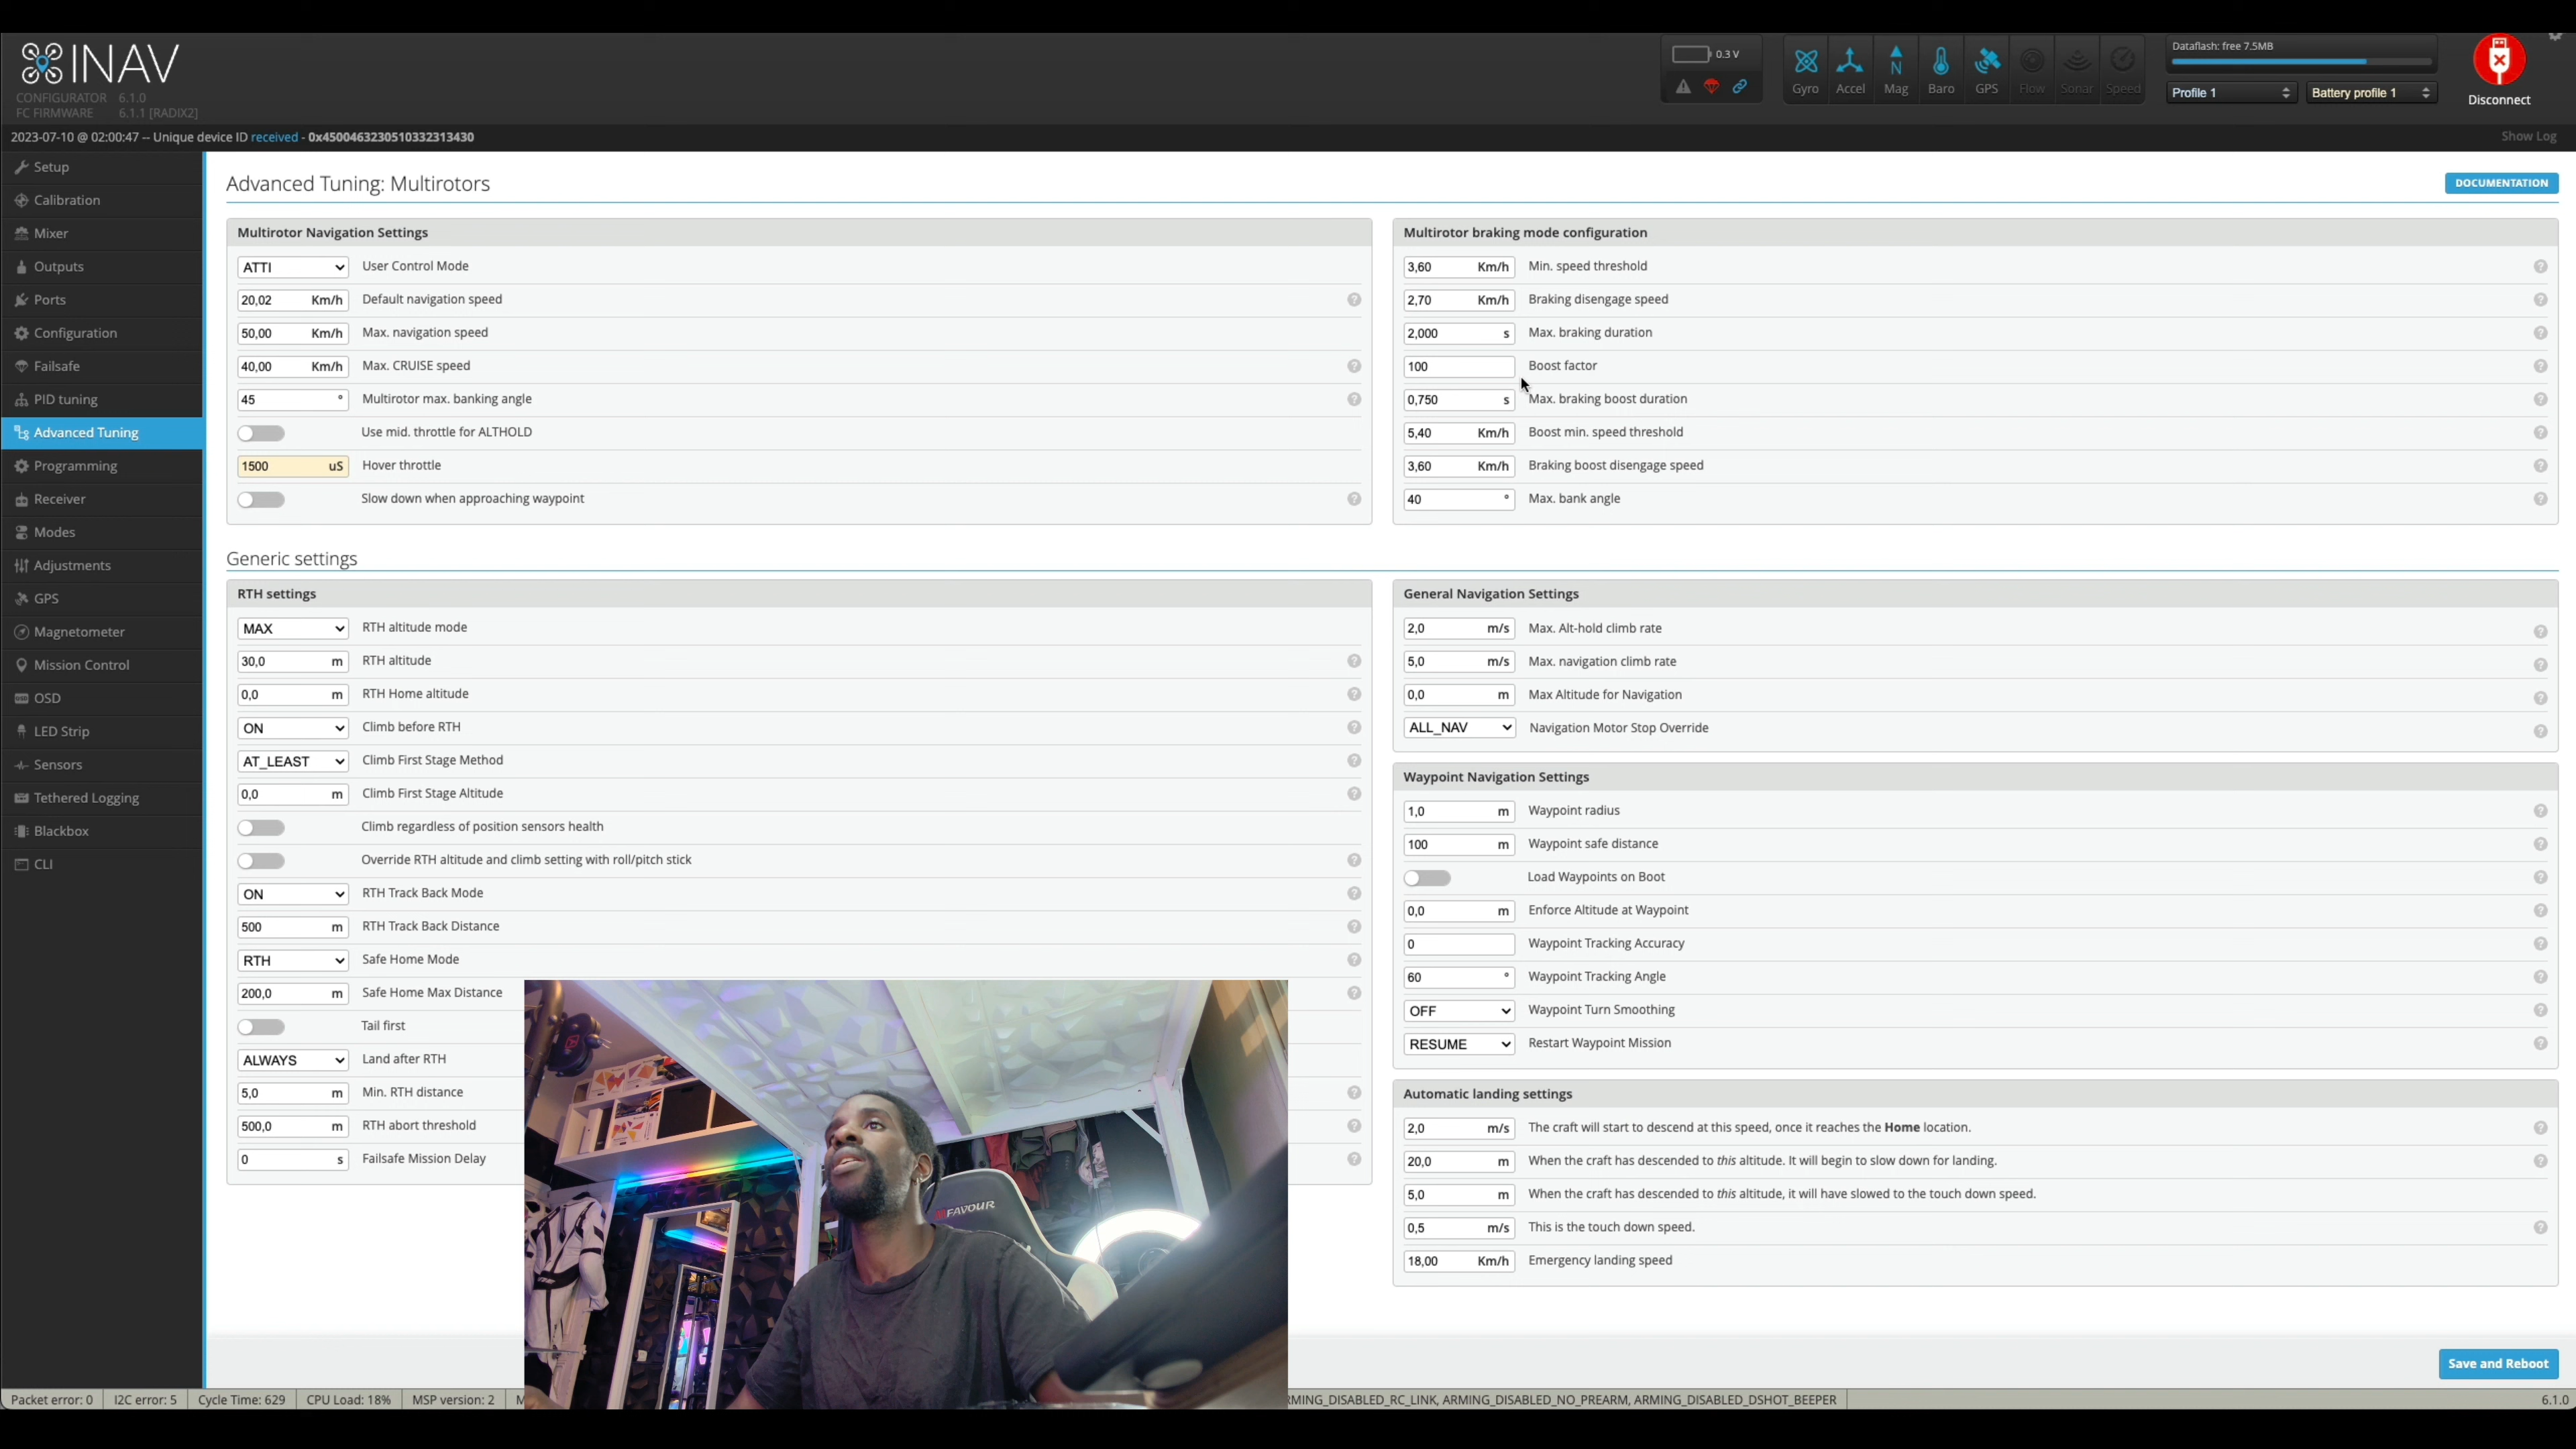 INAV
CONFIGURATOR 6.1.0
FC FIRMWARE 6.1.1 [RADIX2]
0.3 V
Gyro Accel Mag Baro GPS Flow Sonar Speed
Dataflash: free 7.5MB
Profile 1 Battery profile 1
Disconnect
2023-07-10 @ 02:00:47 -- Unique device ID received - 0x4500463230510332313430
Show Log
Setup
Calibration
Mixer
Outputs
Ports
Configuration
Failsafe
PID tuning
Advanced Tuning
Programming
Receiver
Modes
Adjustments
GPS
Magnetometer
Mission Control
OSD
LED Strip
Sensors
Tethered Logging
Blackbox
CLI
Advanced Tuning: Multirotors
DOCUMENTATION
Multirotor Navigation Settings
ATTI User Control Mode
20,02 Km/h Default navigation speed
50,00 Km/h Max. navigation speed
40,00 Km/h Max. CRUISE speed
45 ° Multirotor max. banking angle
Use mid. throttle for ALTHOLD
1500 uS Hover throttle
Slow down when approaching waypoint
Multirotor braking mode configuration
3,60 Km/h Min. speed threshold
2,70 Km/h Braking disengage speed
2,000 s Max. braking duration
100 Boost factor
0,750 s Max. braking boost duration
5,40 Km/h Boost min. speed threshold
3,60 Km/h Braking boost disengage speed
40 ° Max. bank angle
Generic settings
RTH settings
MAX RTH altitude mode
30,0 m RTH altitude
0,0 m RTH Home altitude
ON Climb before RTH
AT_LEAST Climb First Stage Method
0,0 m Climb First Stage Altitude
Climb regardless of position sensors health
Override RTH altitude and climb setting with roll/pitch stick
ON RTH Track Back Mode
500 m RTH Track Back Distance
RTH Safe Home Mode
200,0 m Safe Home Max Distance
Tail first
ALWAYS Land after RTH
5,0 m Min. RTH distance
500,0 m RTH abort threshold
0 s Failsafe Mission Delay
General Navigation Settings
2,0 m/s Max. Alt-hold climb rate
5,0 m/s Max. navigation climb rate
0,0 m Max Altitude for Navigation
ALL_NAV Navigation Motor Stop Override
Waypoint Navigation Settings
1,0 m Waypoint radius
100 m Waypoint safe distance
Load Waypoints on Boot
0,0 m Enforce Altitude at Waypoint
0 Waypoint Tracking Accuracy
60 ° Waypoint Tracking Angle
OFF Waypoint Turn Smoothing
RESUME Restart Waypoint Mission
Automatic landing settings
2,0 m/s The craft will start to descend at this speed, once it reaches the Home location.
20,0 m When the craft has descended to this altitude. It will begin to slow down for landing.
5,0 m When the craft has descended to this altitude, it will have slowed to the touch down speed.
0,5 m/s This is the touch down speed.
18,00 Km/h Emergency landing speed
FAVOUR
Save and Reboot
Packet error: 0 I2C error: 5 Cycle Time: 629 CPU Load: 18% MSP version: 2 M
RMING_DISABLED_RC_LINK, ARMING_DISABLED_NO_PREARM, ARMING_DISABLED_DSHOT_BEEPER
6.1.0